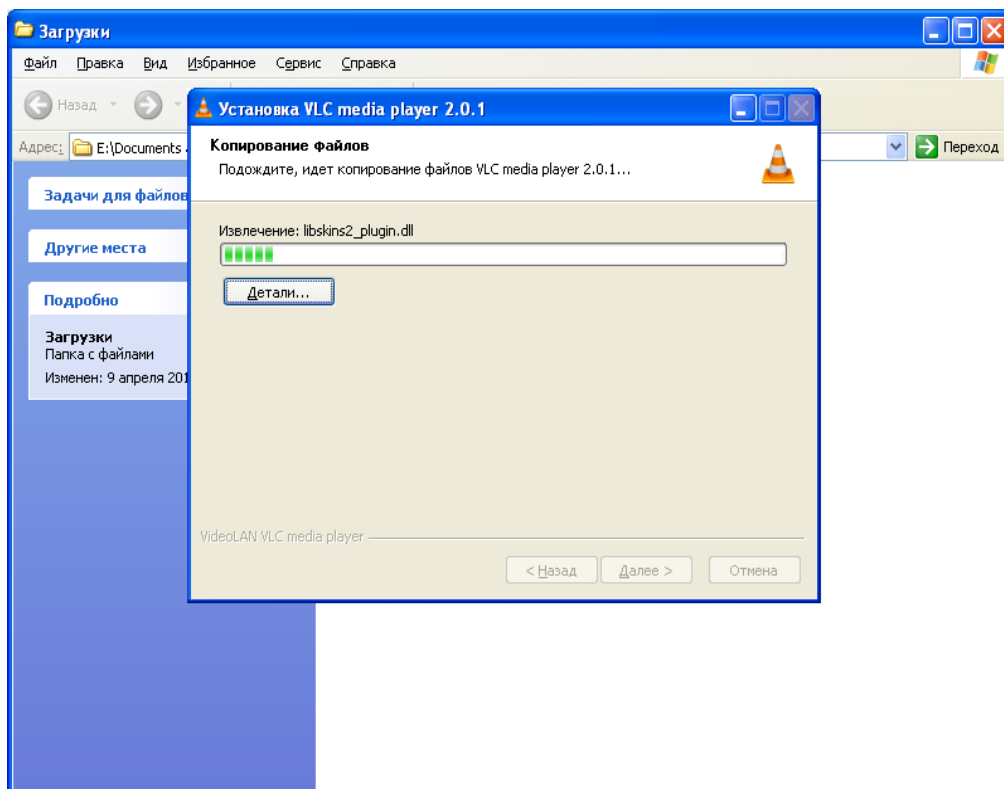 Загрузки
Файл Правка Вид Избранное Сервис Справка
Назад
Адрес: E:\Documents
Переход
Задачи для файлов
Другие места
Подробно
Загрузки
Папка с файлами
Изменен: 9 апреля 201
Установка VLC media player 2.0.1
Копирование файлов
Подождите, идет копирование файлов VLC media player 2.0.1...
Извлечение: libskins2_plugin.dll
Детали...
VideoLAN VLC media player
< Назад Далее > Отмена